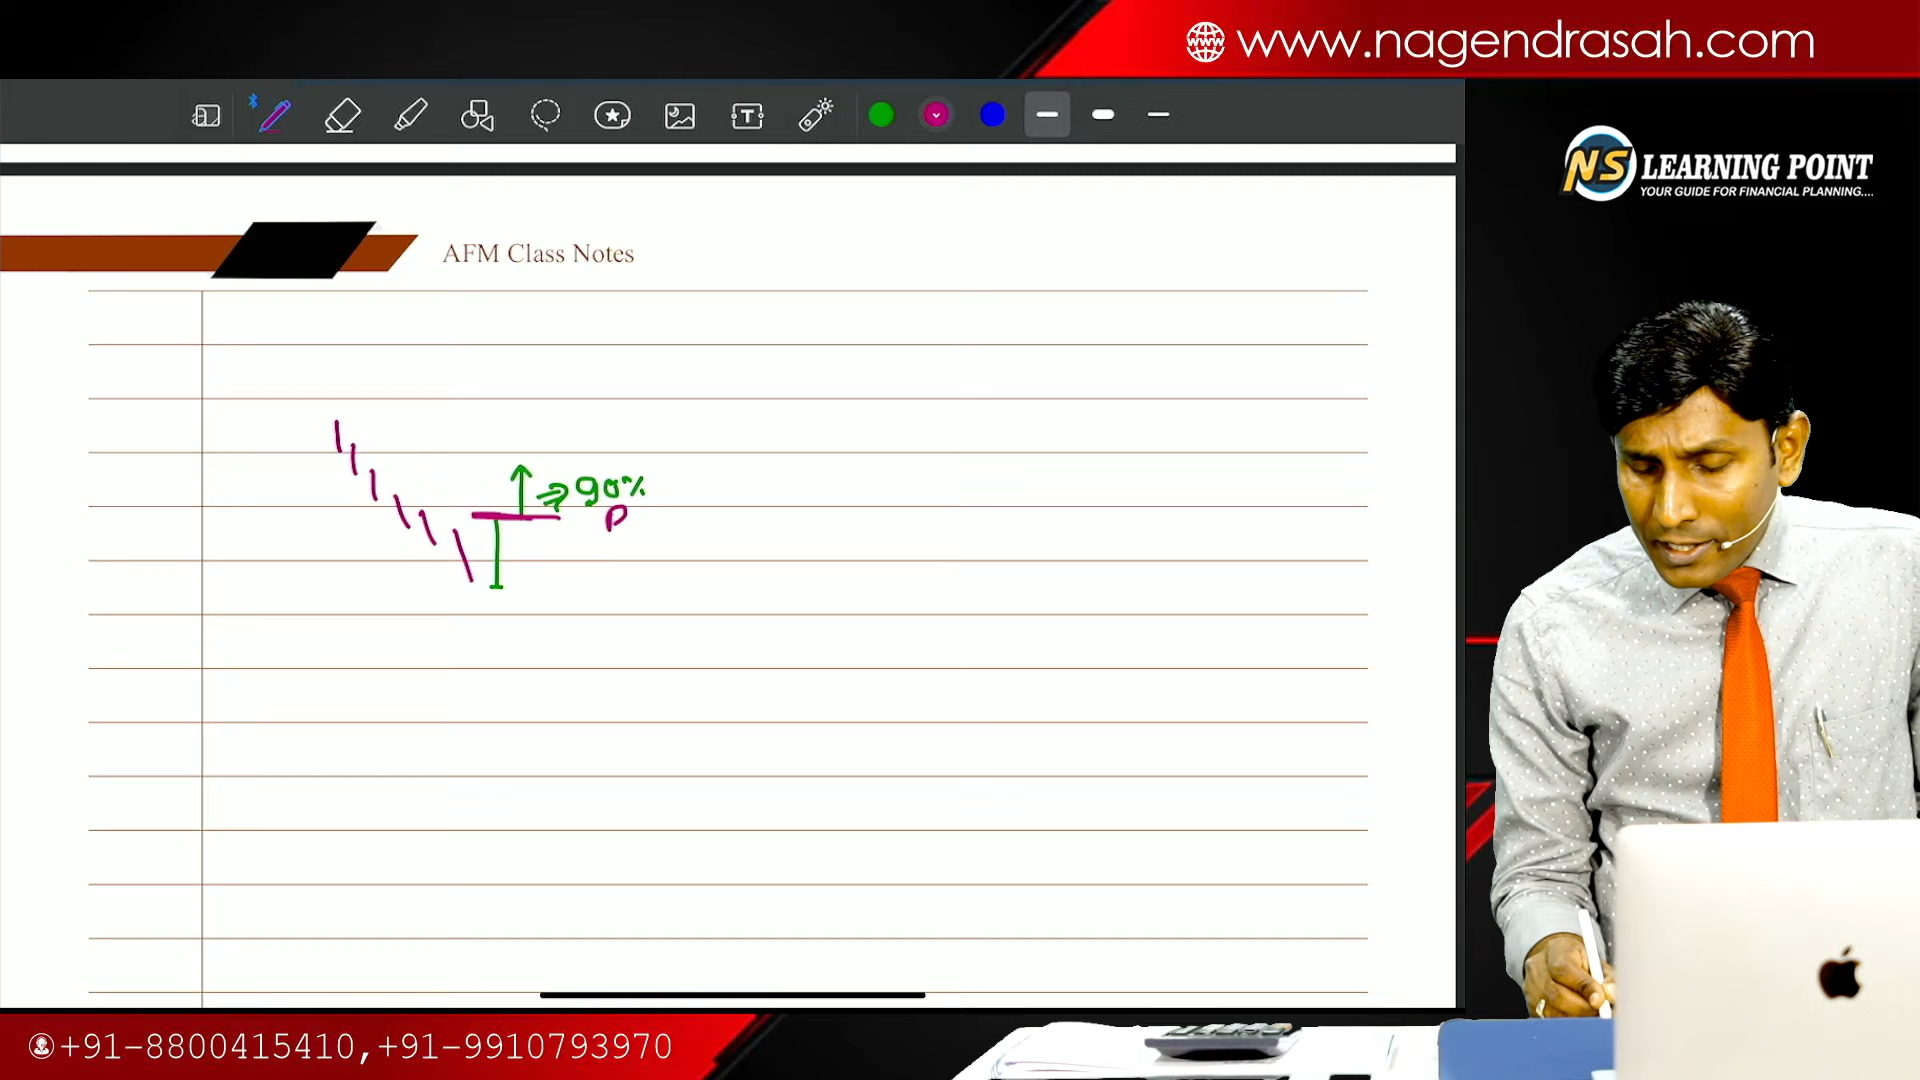 www.nagendrasah.com
NS LEARNING POINT
YOUR GUIDE FOR FINANCIAL PLANNING....
AFM Class Notes
⇒ 90%
P
+91-8800415410,+91-9910793970